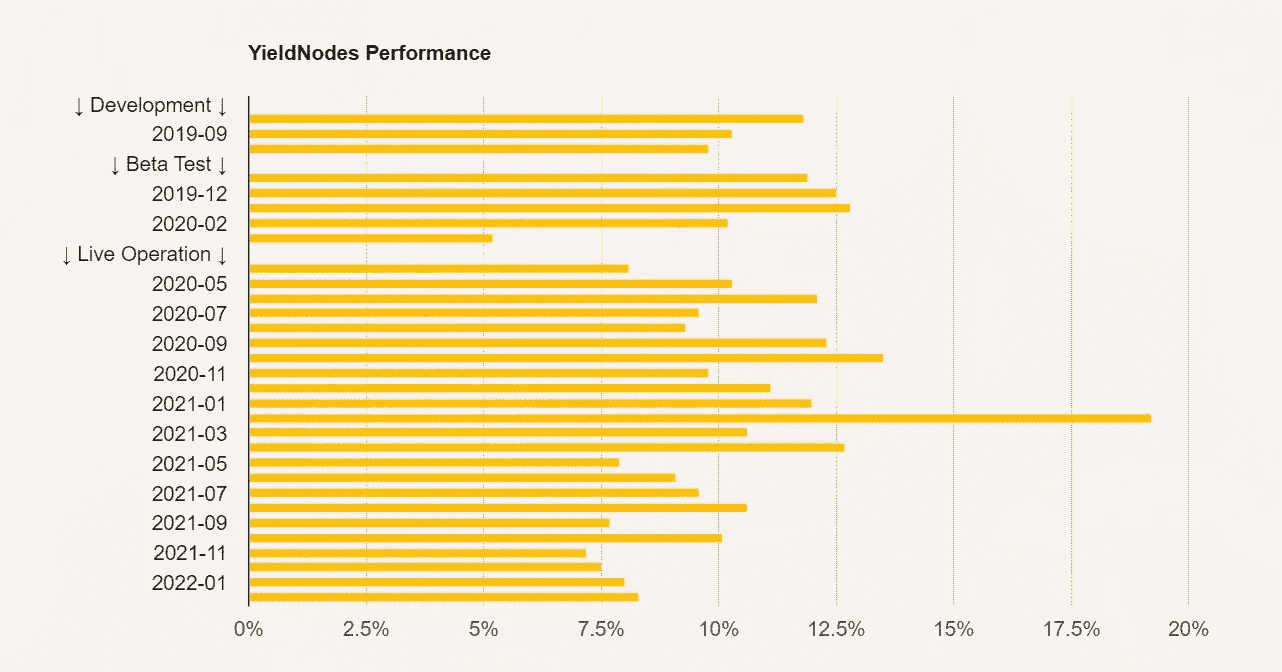 YieldNodes Performance
↓ Development ↓
2019-09
↓ Beta Test ↓
2019-12
2020-02
↓ Live Operation ↓
2020-05
2020-07
2020-09
2020-11
2021-01
2021-03
2021-05
2021-07
2021-09
2021-11
2022-01
0% 2.5% 5% 7.5% 10% 12.5% 15% 17.5% 20%